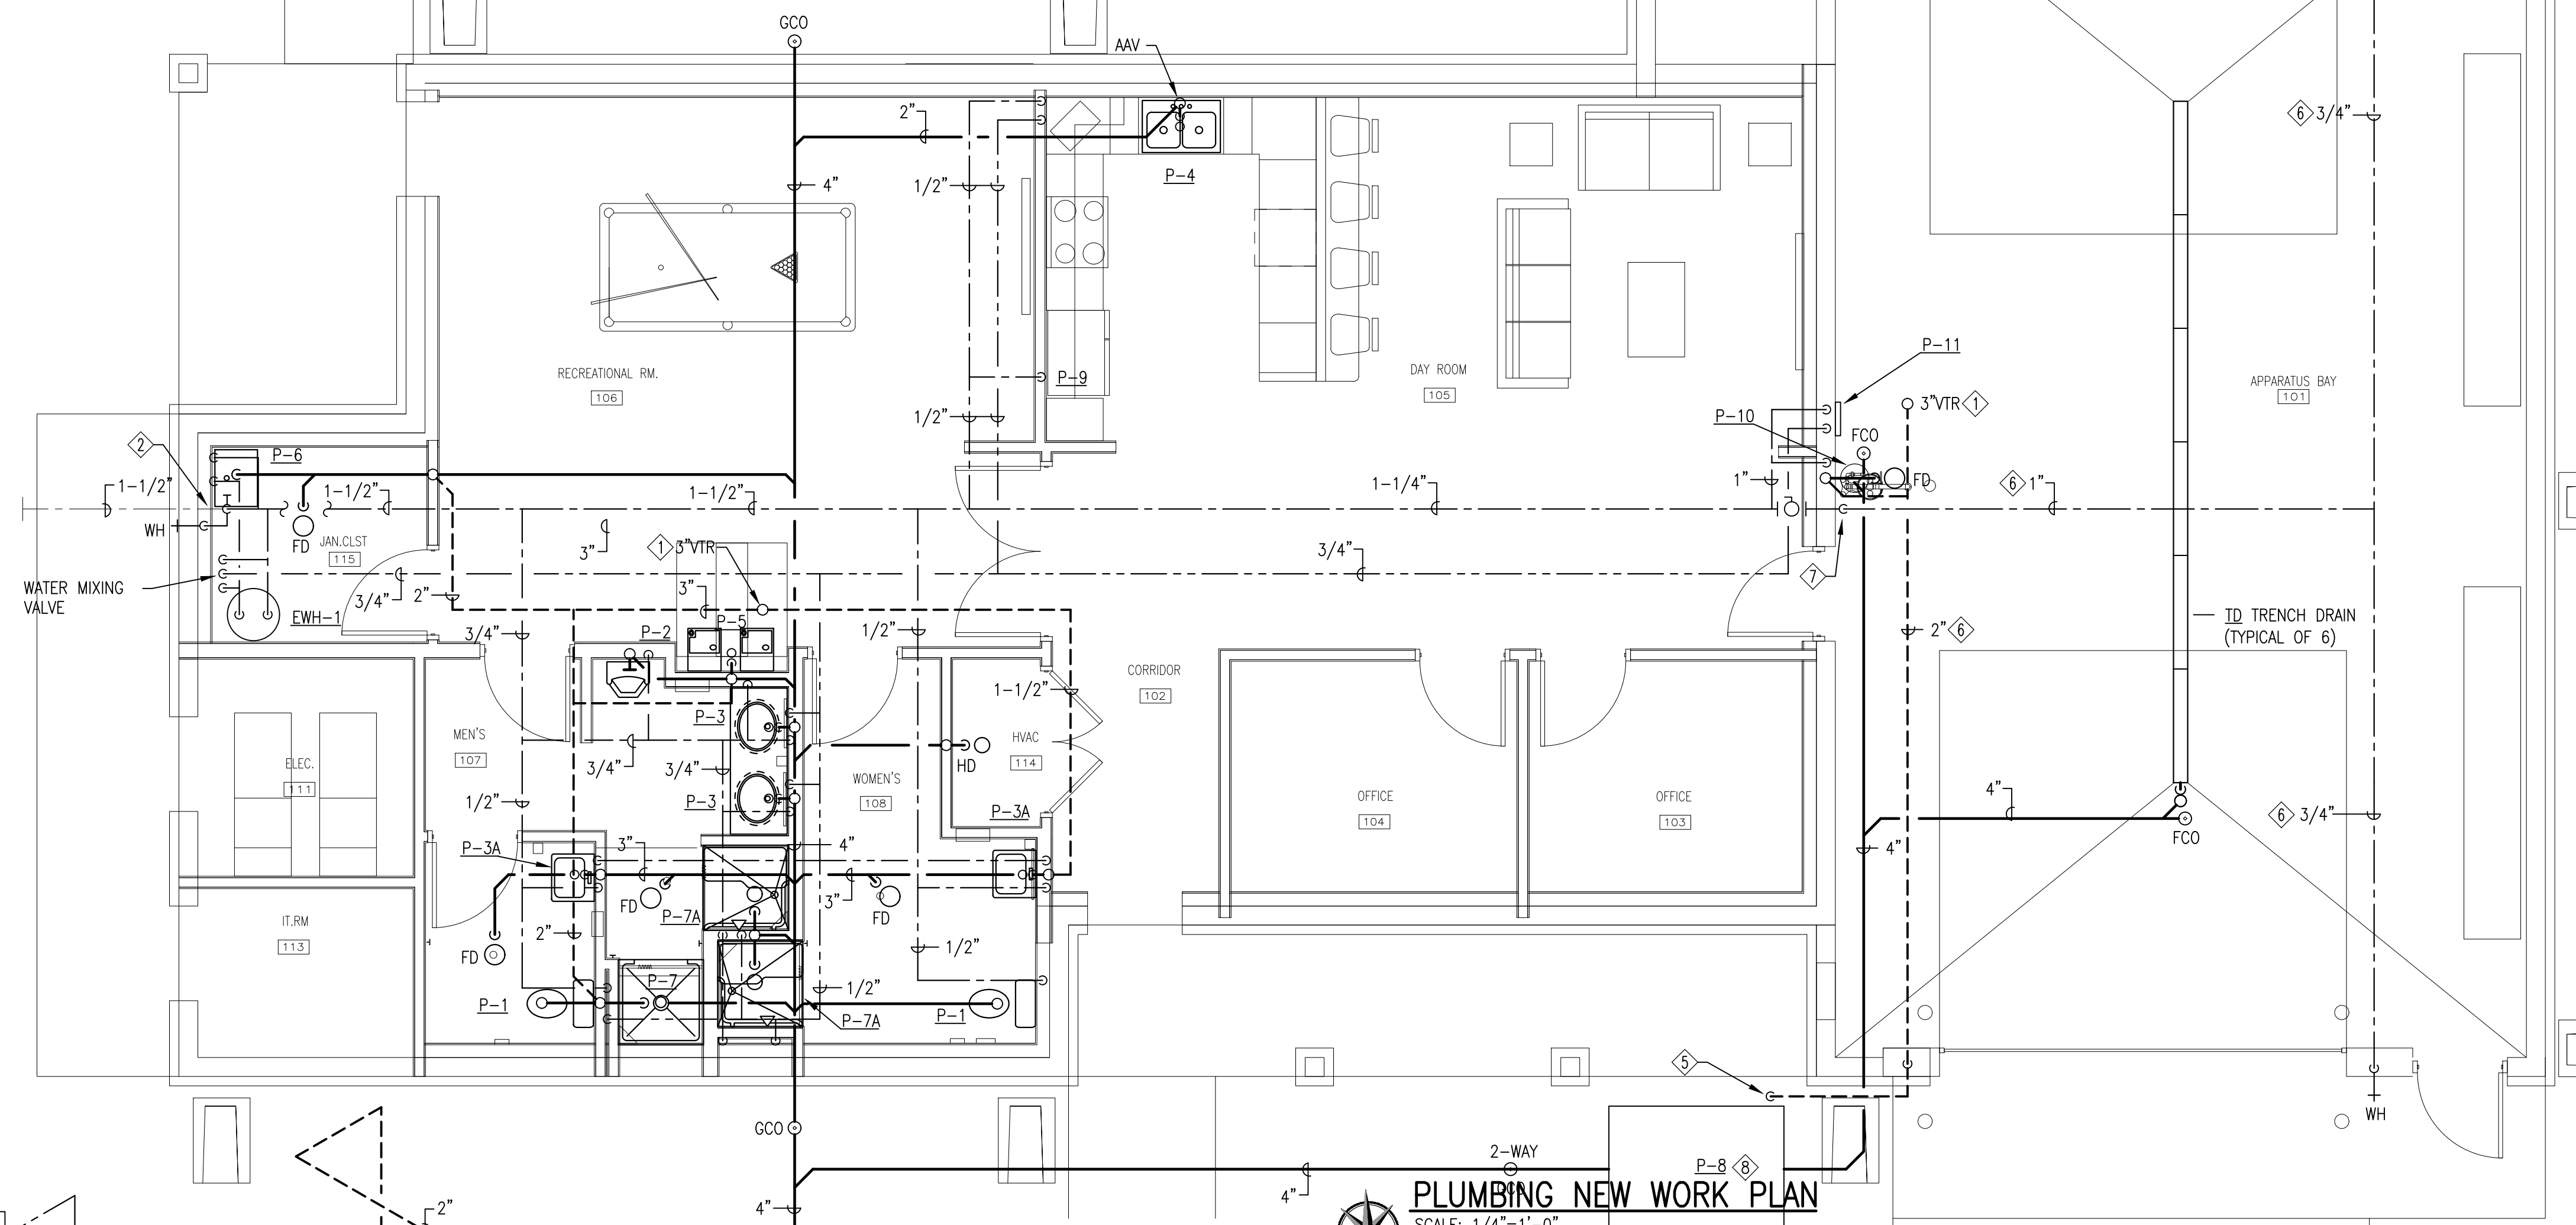 GCO
AAV
2"
4"
1/2"
P-4
6 3/4"
RECREATIONAL RM.
106
P-9
DAY ROOM
105
P-11
APPARATUS BAY
101
3"VTR 1
1/2"
P-10
FCO
FD
2
P-6
1-1/2"
1-1/2"
1-1/2"
1-1/4"
1"
6 1"
WH
FD
JAN.CLST
115
3"
1 3"VTR
3/4"
7
WATER MIXING
VALVE
3/4"
2"
3"
EWH-1
3/4"
P-2
P-5
1/2"
2" 6
TD TRENCH DRAIN
(TYPICAL OF 6)
CORRIDOR
102
1-1/2"
P-3
MEN'S
107
HVAC
114
HD
ELEC.
111
3/4"
3/4"
WOMEN'S
108
1/2"
P-3
P-3A
OFFICE
104
OFFICE
103
4"
6 3/4"
FCO
P-3A
3"
4"
4"
3"
FD
P-7A
FD
IT.RM
113
2"
FD
1/2"
P-7
1/2"
P-1
P-7A
P-1
5
WH
GCO
2-WAY
GCO
P-8 8
4"
2"
4"
PLUMBING NEW WORK PLAN
SCALE: 1/4"=1'-0"